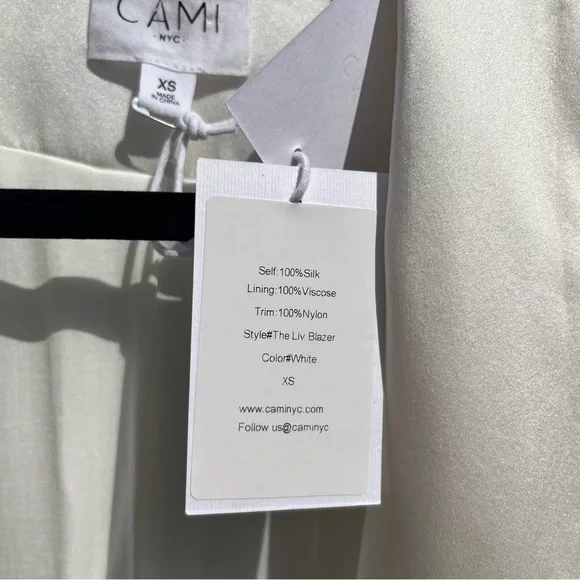 CAMI
· NYC ·
XS
MADE
IN CHINA
Self:100%Silk
Lining:100%Viscose
Trim:100%Nylon
Style#The Liv Blazer
Color#White
XS
www.caminyc.com
Follow us@caminyc